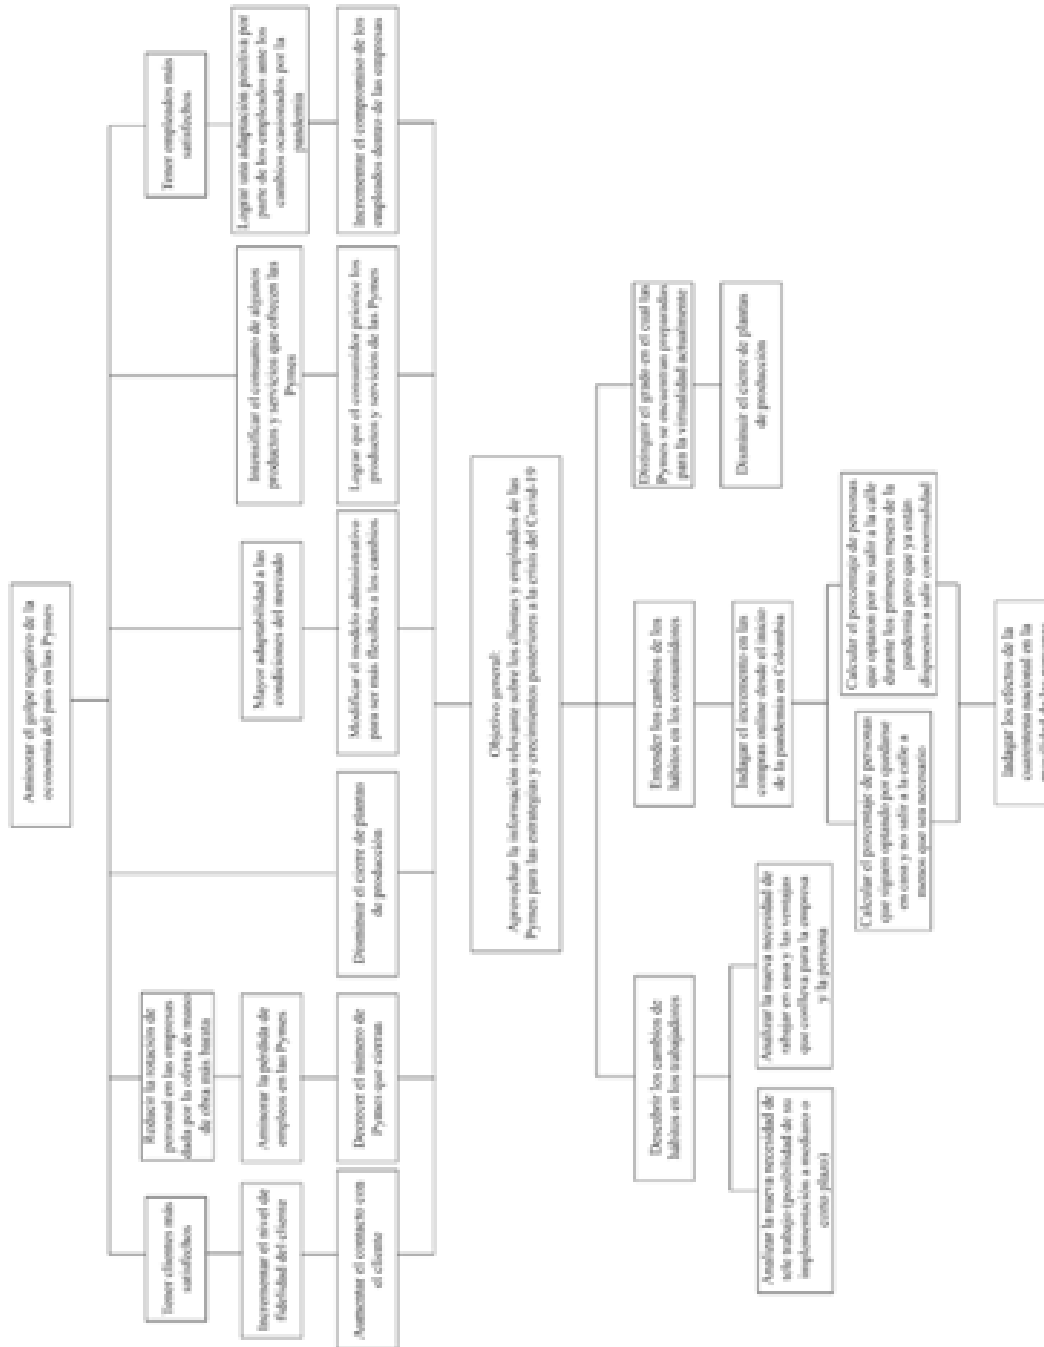 Aminorar el golpe negativo de la
economía del país en las Pymes
Tener clientes más
satisfechos
Reducir la rotación de
personal en las empresas
dada por la oferta de mano
de obra más barata
Tener empleados más
satisfechos
Incrementar el nivel de
fidelidad del cliente
Aminorar la pérdida de
empleos en las Pymes
Mayor adaptabilidad a las
condiciones del mercado
Intensificar el consumo de algunos
productos y servicios que ofrecen las
Pymes
Lograr una adaptación positiva por
parte de los empleados ante los
cambios ocasionados por la
pandemia
Aumentar el contacto con
el cliente
Decrecer el número de
Pymes que cierran
Disminuir el cierre de plantas
de producción
Modificar el modelo administrativo
para ser más flexibles a los cambios
Lograr que el consumidor priorice los
productos y servicios de las Pymes
Incrementar el compromiso de los
empleados dentro de las empresas
Objetivo general:
Aprovechar la información relevante sobre los clientes y empleados de las
Pymes para las estrategias y crecimientos posteriores a la crisis del Covid-19
Descubrir los cambios de
hábitos en los trabajadores
Entender los cambios de los
hábitos en los consumidores
Distinguir el grado en el cual las
Pymes se encuentran preparadas
para la virtualidad actualmente
Analizar la nueva necesidad de
tele trabajo (posibilidad de su
implementación a mediano o
corto plazo)
Analizar la nueva necesidad de
trabajar en casa y las ventajas
que conlleva para la empresa
y la persona
Indagar el incremento en las
compras online desde el inicio
de la pandemia en Colombia
Disminuir el cierre de plantas
de producción
Calcular el porcentaje de personas
que siguen optando por quedarse
en casa y no salir a la calle a
menos que sea necesario
Calcular el porcentaje de personas
que optaron por no salir a la calle
durante los primeros meses de la
pandemia pero que ya están
dispuestos a salir con normalidad
Indagar los efectos de la
cuarentena nacional en la